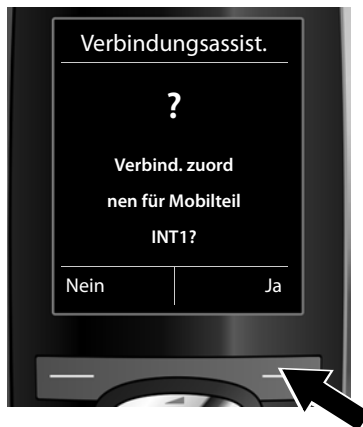 Verbindungsassist.
?
Verbind. zuord
nen für Mobilteil
INT1?
Nein Ja